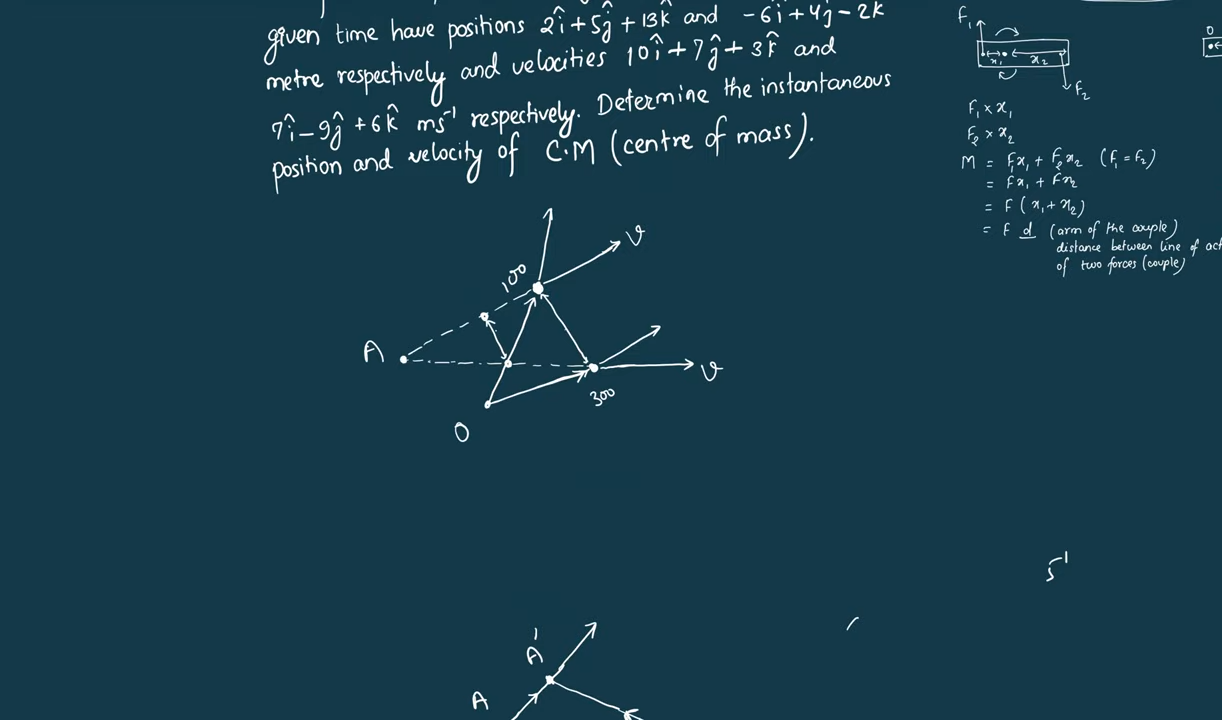 given time have positions 2î+5ĵ+13k̂ and -6î+4ĵ-2k
metre respectively and velocities 10î+7ĵ+3k̂ and
7î-9ĵ+6k̂ ms⁻¹ respectively. Determine the instantaneous
position and velocity of C.M (centre of mass).
100
v
A
300
v
O
A'
A
F₁
x₁ x₂
F₂
F₁ × x₁
F₂ × x₂
M = F₁x₁ + F₂x₂ (F₁ = F₂)
= Fx₁ + Fx₂
= F (x₁ + x₂)
= F d (arm of the couple)
distance between line of act
of two forces (couple)
O